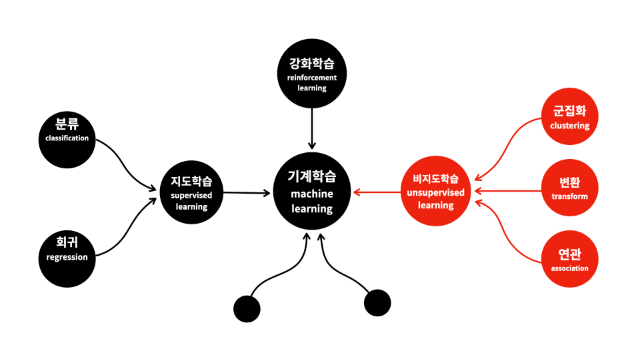 강화학습
reinforcement
learning
분류
classification
회귀
regression
지도학습
supervised
learning
기계학습
machine
learning
비지도학습
unsupervised
learning
군집화
clustering
변환
transform
연관
association